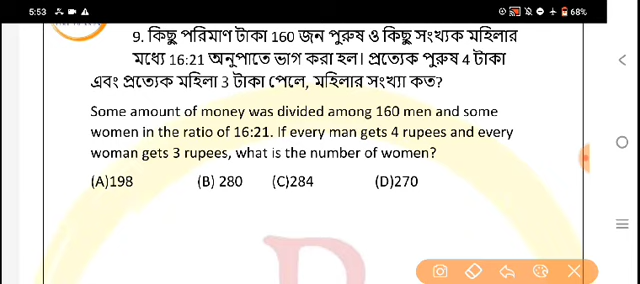 5:53
68%
9. কিছু পরিমাণ টাকা 160 জন পুরুষ ও কিছু সংখ্যক মহিলার
মধ্যে 16:21 অনুপাতে ভাগ করা হল। প্রত্যেক পুরুষ 4 টাকা
এবং প্রত্যেক মহিলা 3 টাকা পেলে, মহিলার সংখ্যা কত?
Some amount of money was divided among 160 men and some
women in the ratio of 16:21. If every man gets 4 rupees and every
woman gets 3 rupees, what is the number of women?
(A)198 (B) 280 (C)284 (D)270